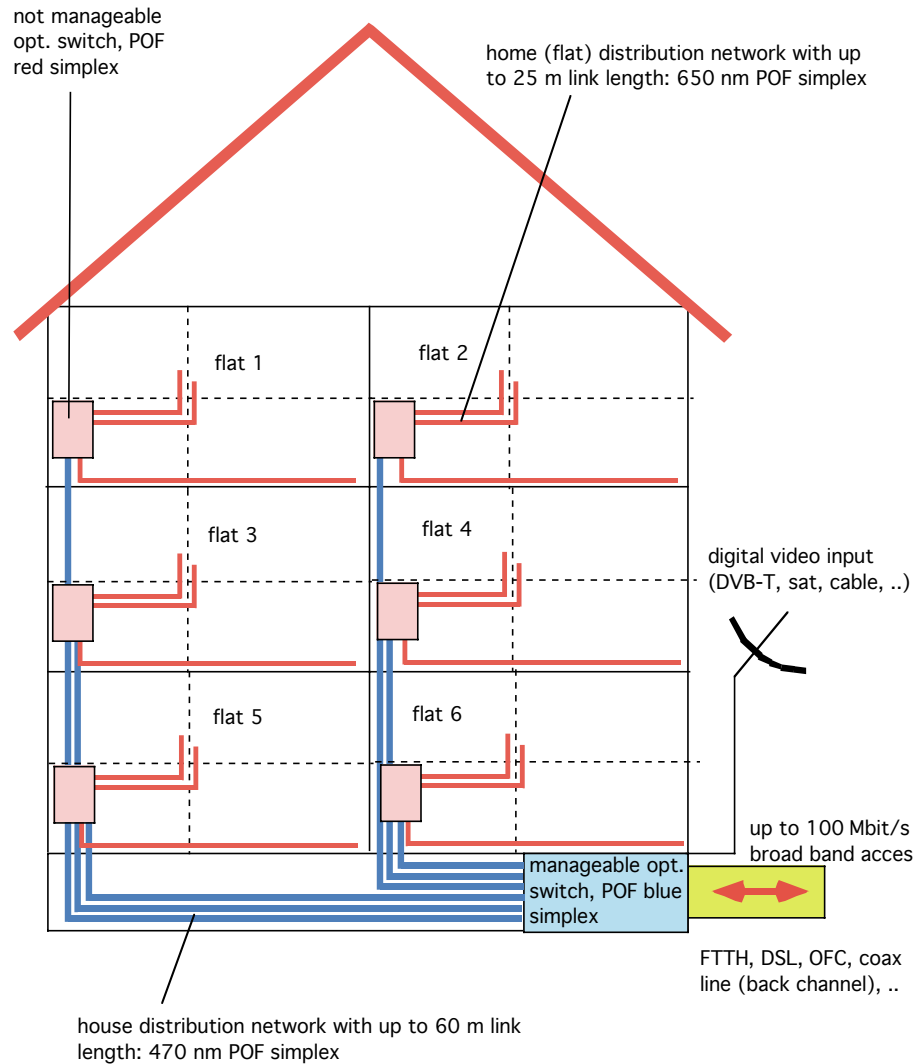 not manageable
opt. switch, POF
red simplex
home (flat) distribution network with up
to 25 m link length: 650 nm POF simplex
flat 1
flat 2
flat 3
flat 4
digital video input
(DVB-T, sat, cable, ..)
flat 5
flat 6
up to 100 Mbit/s
broad band acces
manageable opt.
switch, POF blue
simplex
FTTH, DSL, OFC, coax
line (back channel), ..
house distribution network with up to 60 m link
length: 470 nm POF simplex